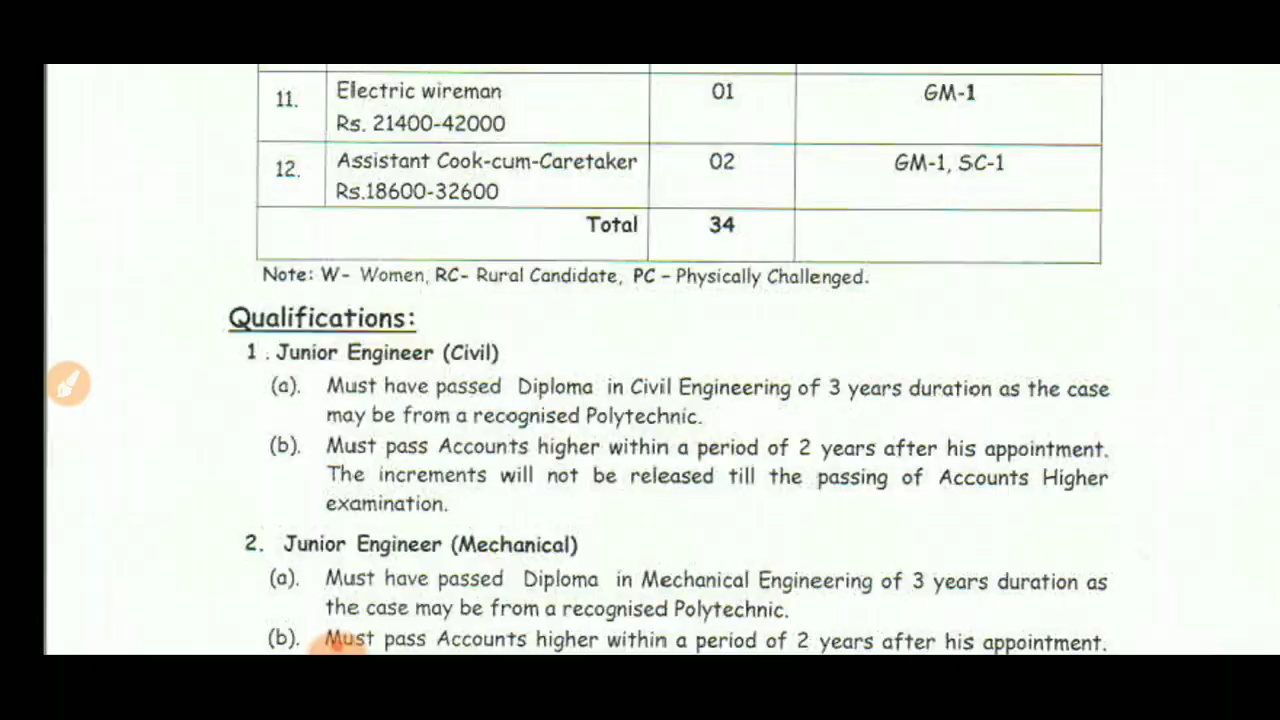 11. Electric wireman 01 GM-1
Rs. 21400-42000
12. Assistant Cook-cum-Caretaker 02 GM-1, SC-1
Rs.18600-32600
Total 34
Note: W- Women, RC- Rural Candidate, PC - Physically Challenged.
Qualifications:
1 . Junior Engineer (Civil)
(a). Must have passed Diploma in Civil Engineering of 3 years duration as the case
may be from a recognised Polytechnic.
(b). Must pass Accounts higher within a period of 2 years after his appointment.
The increments will not be released till the passing of Accounts Higher
examination.
2. Junior Engineer (Mechanical)
(a). Must have passed Diploma in Mechanical Engineering of 3 years duration as
the case may be from a recognised Polytechnic.
(b). Must pass Accounts higher within a period of 2 years after his appointment.